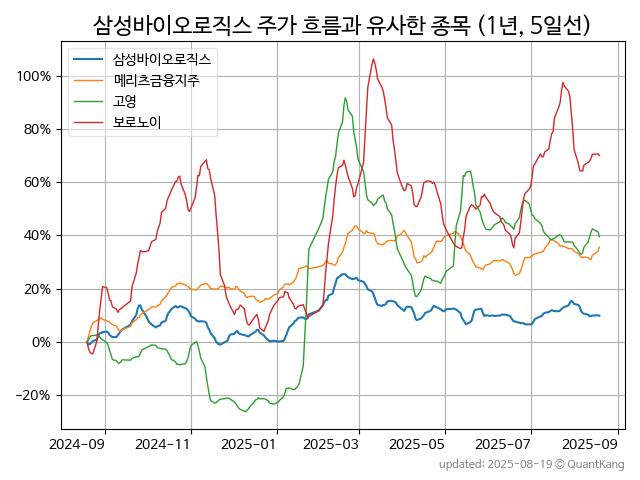 삼성바이오로직스 주가 흐름과 유사한 종목 (1년, 5일선)
삼성바이오로직스
메리츠금융지주
고영
보로노이
100%
80%
60%
40%
20%
0%
−20%
2024-09 2024-11 2025-01 2025-03 2025-05 2025-07 2025-09
updated: 2025-08-19 © QuantKang